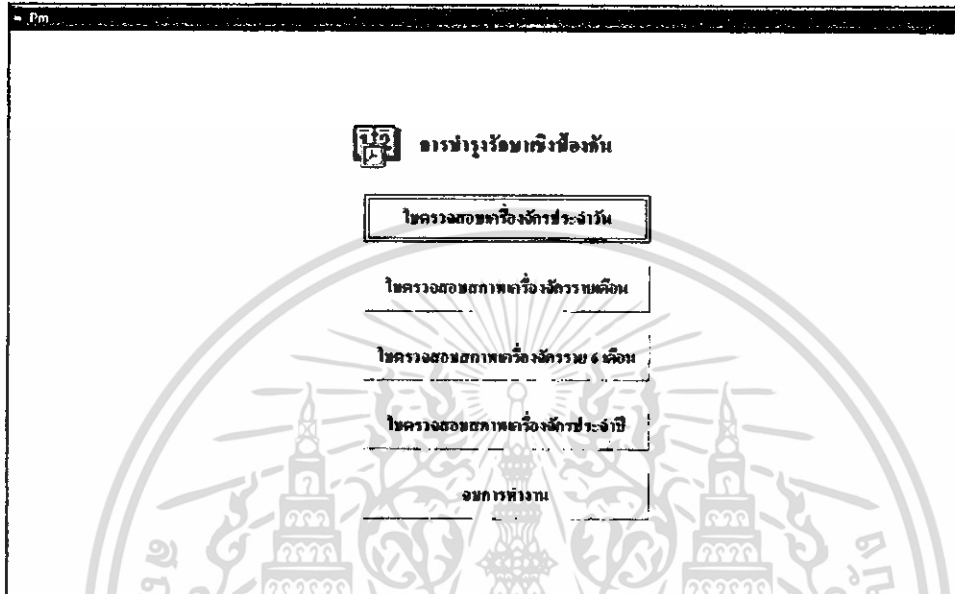 Pm
การบำรุงรักษาเชิงป้องกัน
ใบตรวจสอบเครื่องจักรประจำวัน
ใบตรวจสอบสภาพเครื่องจักรรายเดือน
ใบตรวจสอบสภาพเครื่องจักรราย 6 เดือน
ใบตรวจสอบสภาพเครื่องจักรประจำปี
จบการทำงาน